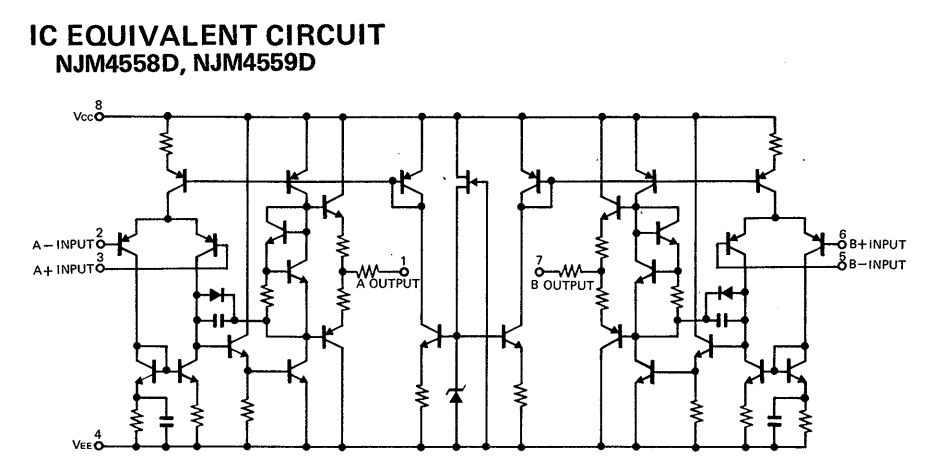 IC EQUIVALENT CIRCUIT
NJM4558D, NJM4559D
8
Vcc
2
A − INPUT
3
A+ INPUT
1
A OUTPUT
7
B OUTPUT
6
B+INPUT
5
B−INPUT
4
VEE